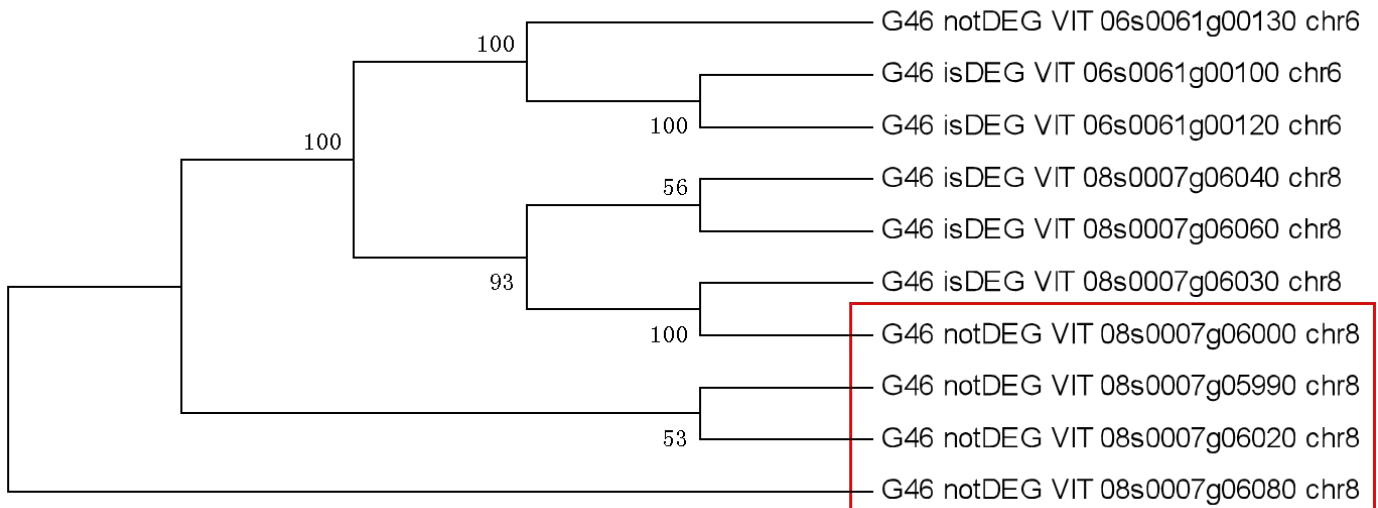 G46 notDEG VIT 06s0061g00130 chr6
100
G46 isDEG VIT 06s0061g00100 chr6
100
G46 isDEG VIT 06s0061g00120 chr6
100
G46 isDEG VIT 08s0007g06040 chr8
56
G46 isDEG VIT 08s0007g06060 chr8
93
G46 isDEG VIT 08s0007g06030 chr8
100
G46 notDEG VIT 08s0007g06000 chr8
G46 notDEG VIT 08s0007g05990 chr8
53
G46 notDEG VIT 08s0007g06020 chr8
G46 notDEG VIT 08s0007g06080 chr8